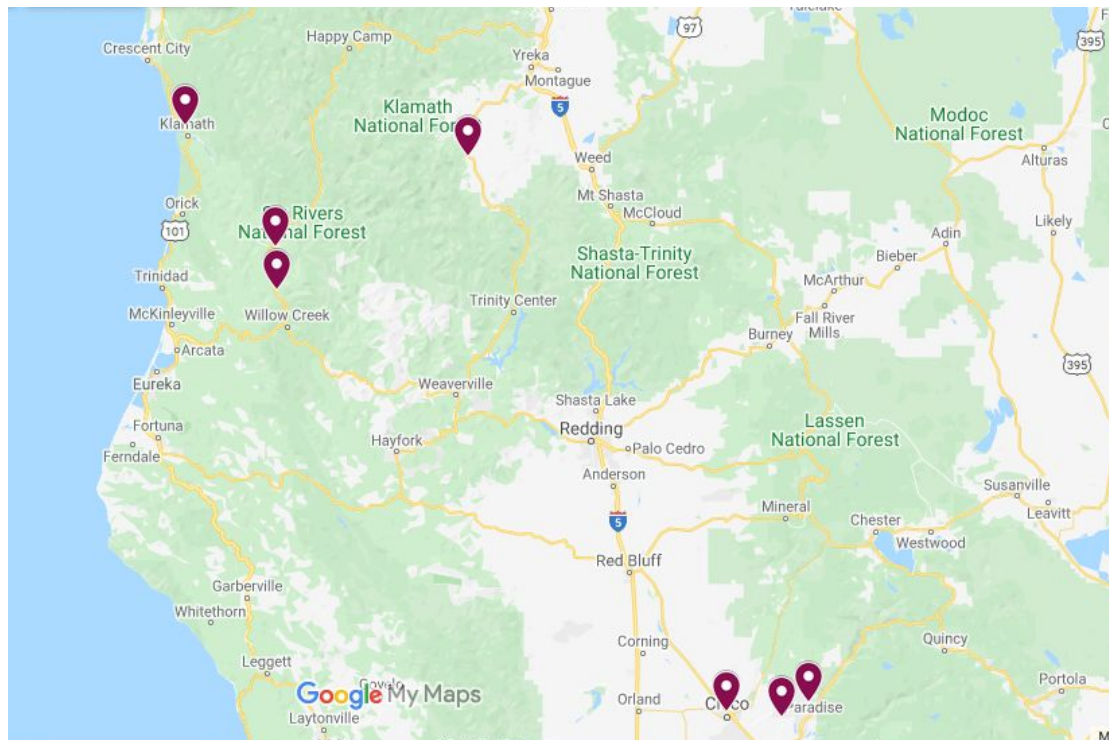 Tulelake
97
395
Crescent City
Happy Camp
Yreka
Montague
Klamath
National Forest
5
Modoc
National Forest
Klamath
Alturas
Weed
Mt Shasta
McCloud
Orick
Rivers
National Forest
101
Likely
Adin
Shasta-Trinity
National Forest
Bieber
Trinidad
McArthur
Trinity Center
McKinleyville
Willow Creek
Fall River
Mills
Burney
Arcata
395
Eureka
Weaverville
Shasta Lake
Lassen
National Forest
Fortuna
Redding
Hayfork
Palo Cedro
Ferndale
Anderson
Susanville
Leavitt
Mineral
5
Chester
Westwood
Red Bluff
Garberville
Whitethorn
Corning
Quincy
Leggett
Google My Maps
Portola
Orland
Chico
Paradise
Laytonville